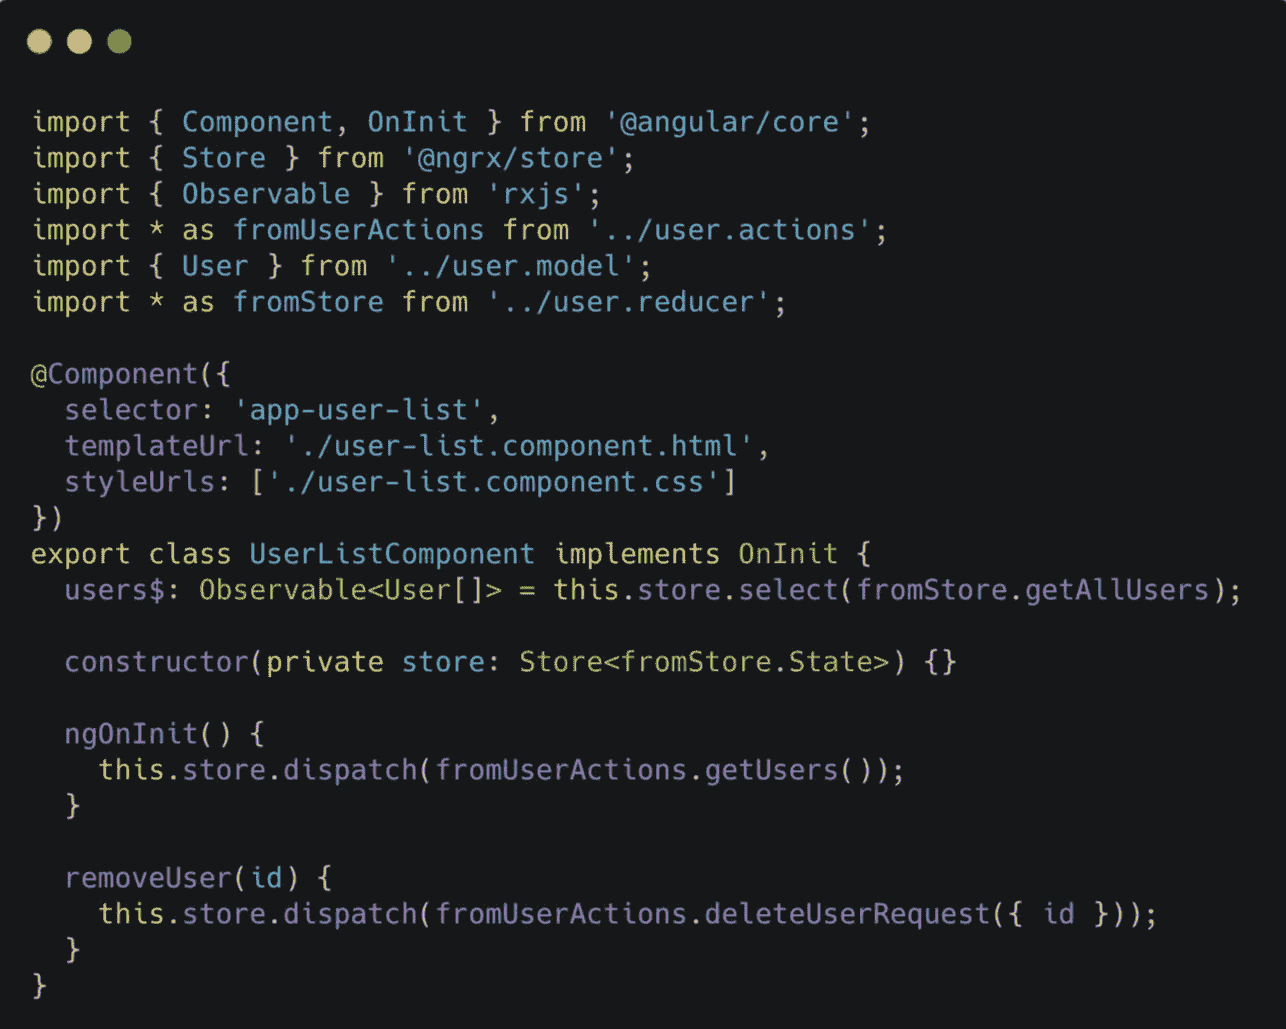 import { Component, OnInit } from '@angular/core';
import { Store } from '@ngrx/store';
import { Observable } from 'rxjs';
import * as fromUserActions from '../user.actions';
import { User } from '../user.model';
import * as fromStore from '../user.reducer';

@Component({
  selector: 'app-user-list',
  templateUrl: './user-list.component.html',
  styleUrls: ['./user-list.component.css']
})
export class UserListComponent implements OnInit {
  users$: Observable<User[]> = this.store.select(fromStore.getAllUsers);

  constructor(private store: Store<fromStore.State>) {}

  ngOnInit() {
    this.store.dispatch(fromUserActions.getUsers());
  }

  removeUser(id) {
    this.store.dispatch(fromUserActions.deleteUserRequest({ id }));
  }
}